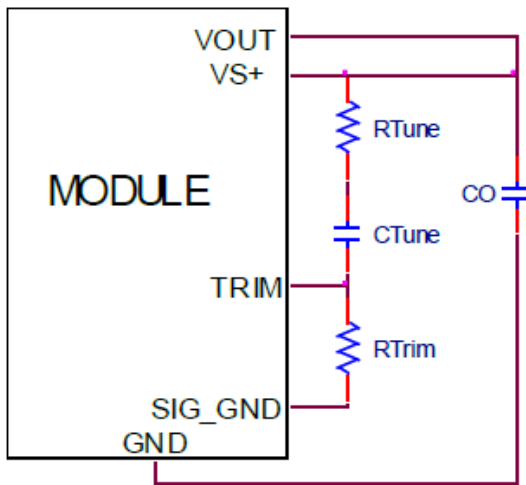 VOUT
VS+
RTune
MODULE
CO
CTune
TRIM
RTrim
SIG_GND
GND